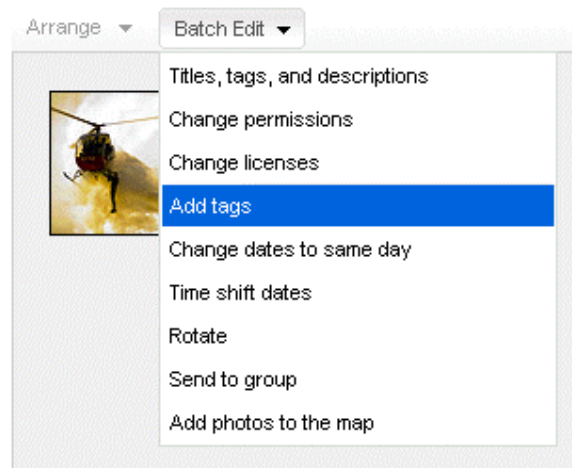 Arrange
Batch Edit
Titles, tags, and descriptions
Change permissions
Change licenses
Add tags
Change dates to same day
Time shift dates
Rotate
Send to group
Add photos to the map